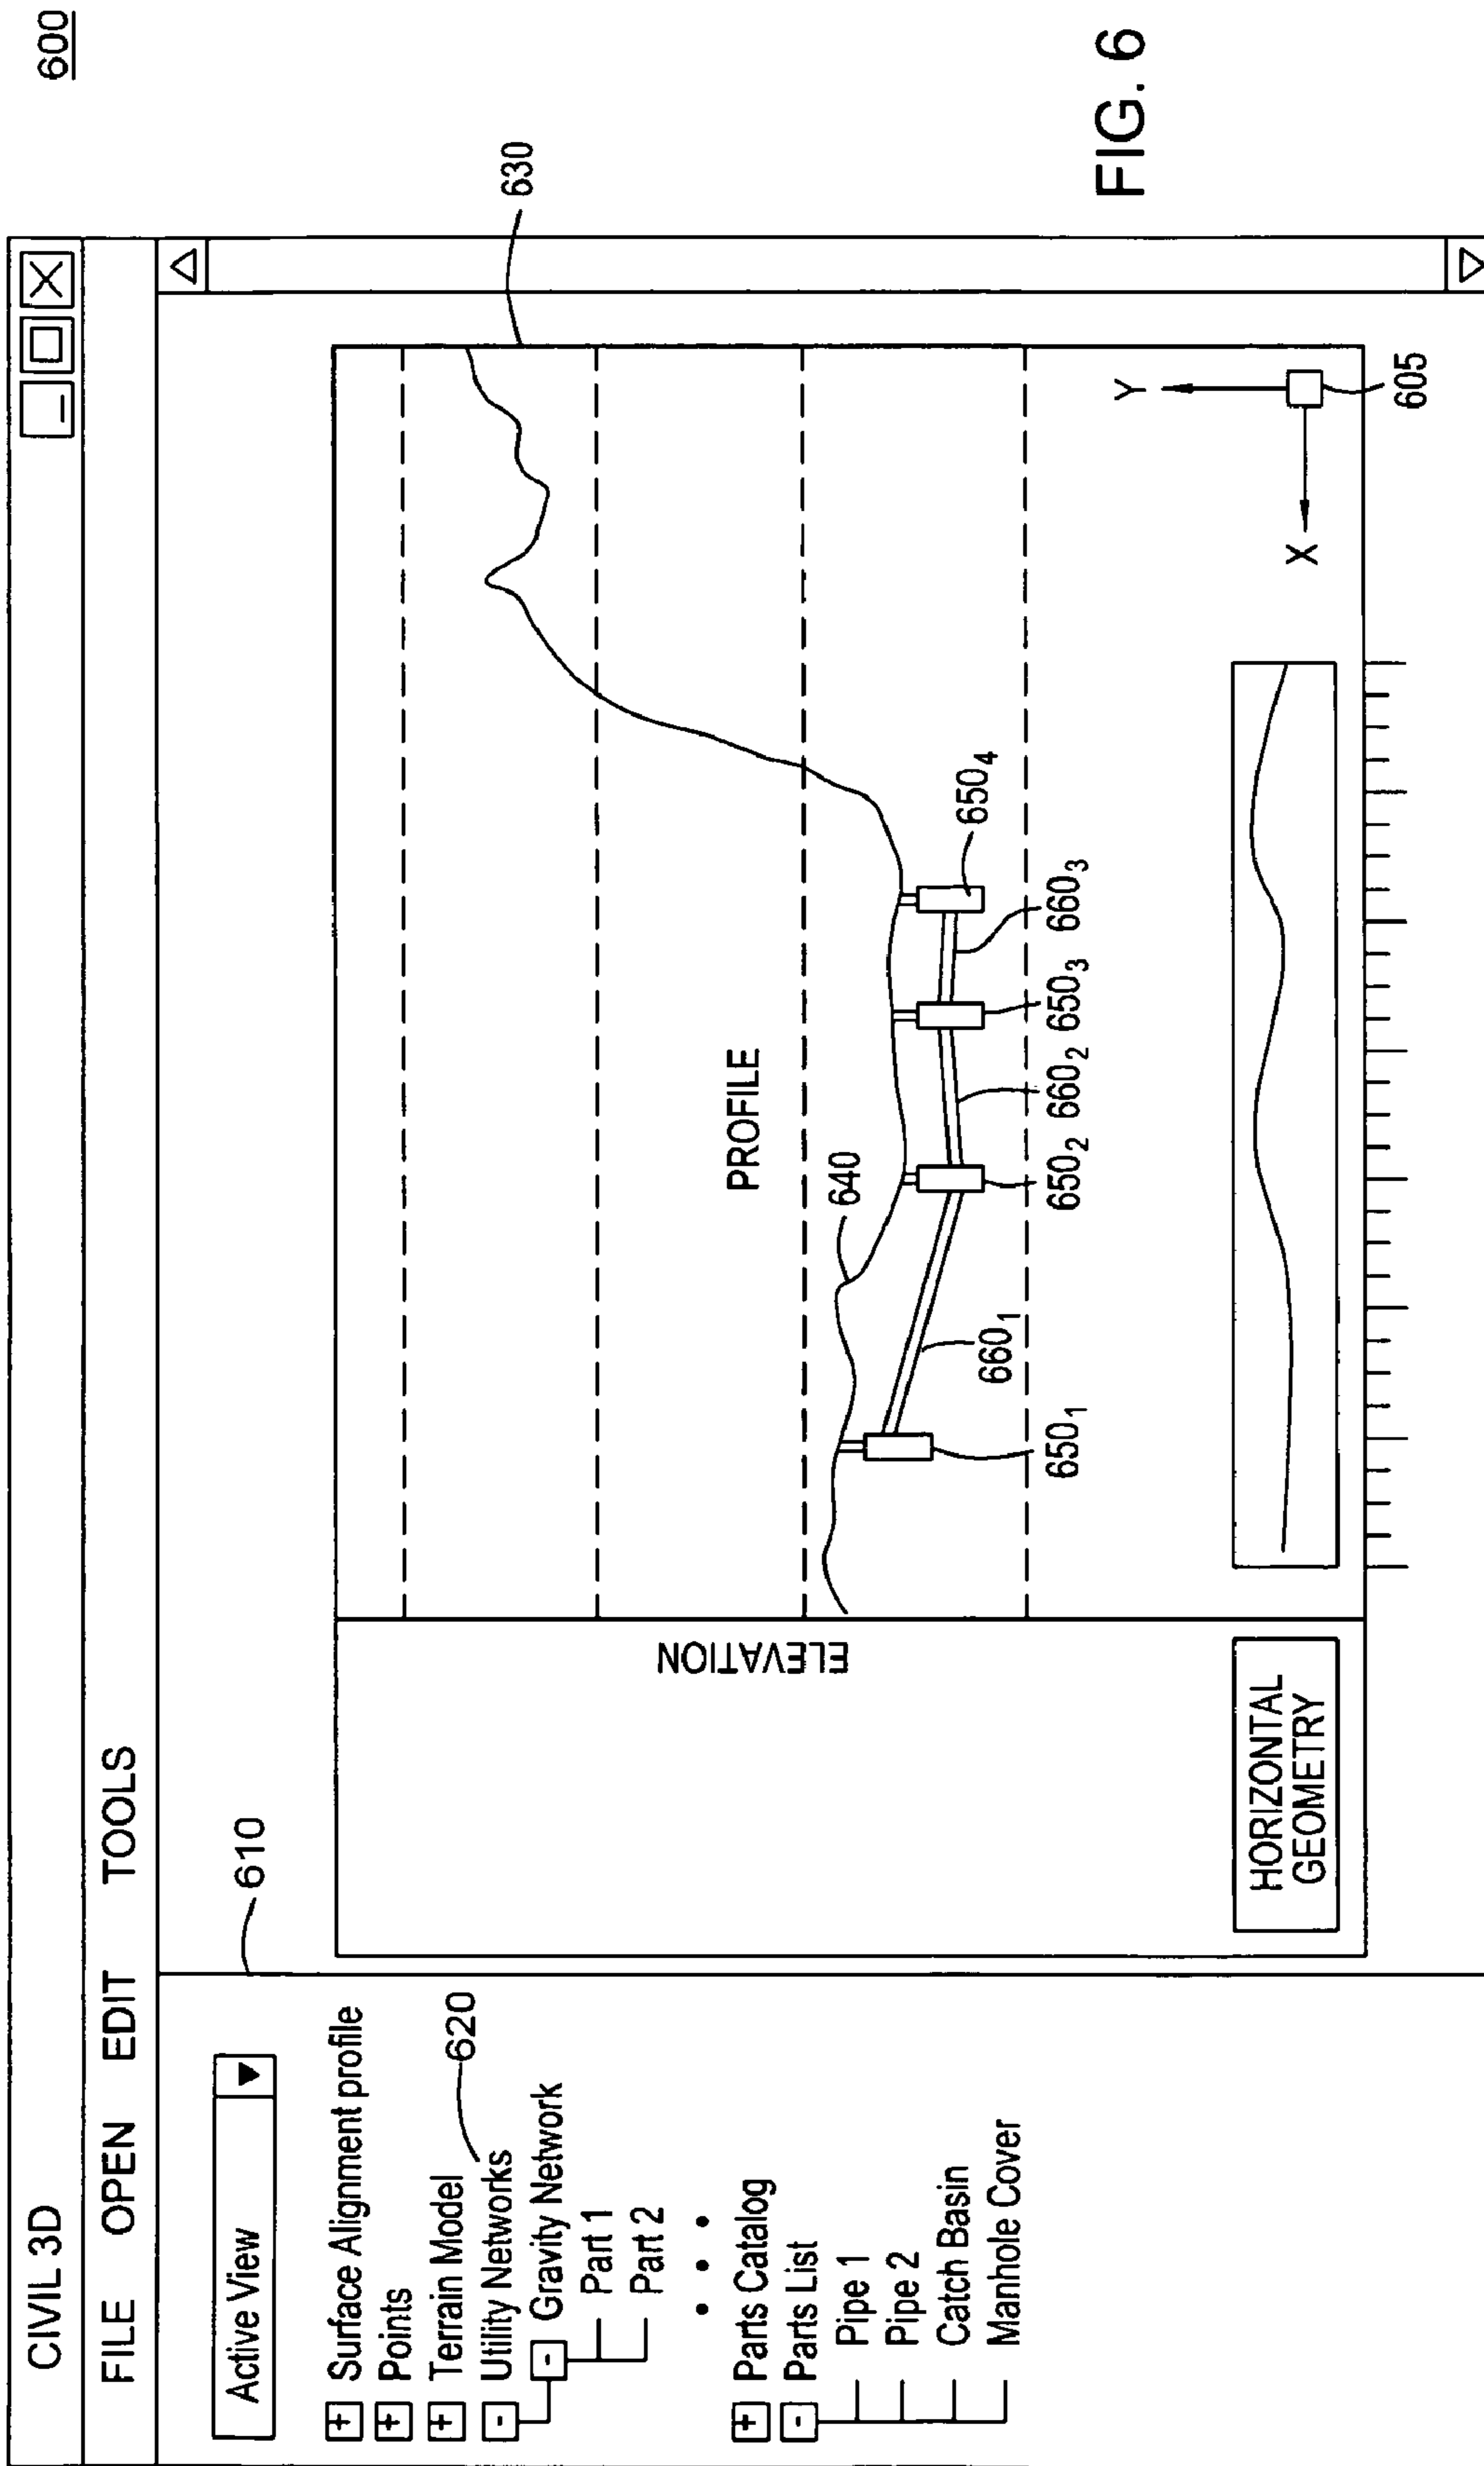 600
CIVIL 3D
FILE OPEN EDIT TOOLS
610
Active View
+ Surface Alignment profile
+ Points
+ Terrain Model
- Utility Networks
620
- Gravity Network
Part 1
Part 2
• • •
+ Parts Catalog
- Parts List
Pipe 1
Pipe 2
Catch Basin
Manhole Cover
630
ELEVATION
PROFILE
640
650₁
660₁
650₂
660₂
650₃
660₃
650₄
Y
X
605
HORIZONTAL
GEOMETRY
FIG. 6